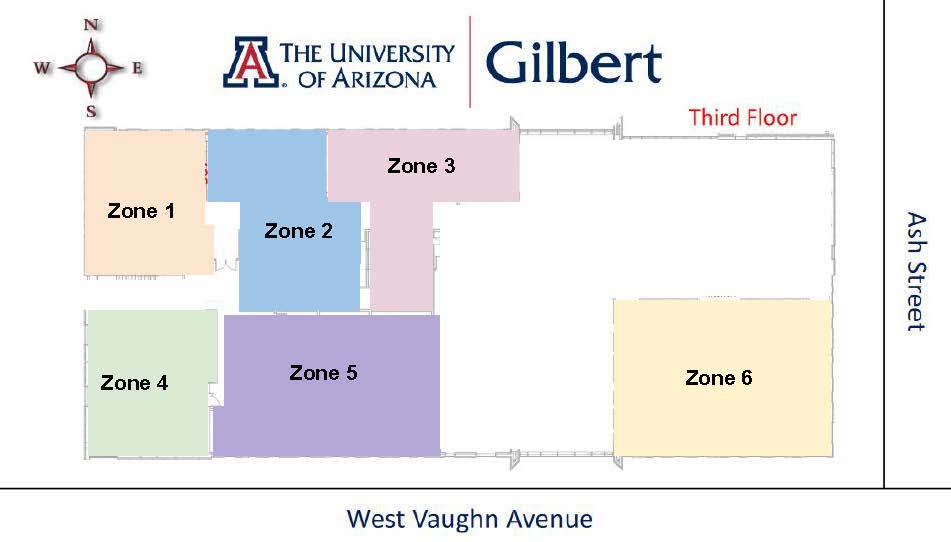 N
W E
S
A THE UNIVERSITY
OF ARIZONA
Gilbert
Third Floor
Zone 1
Zone 2
Zone 3
Zone 4
Zone 5
Zone 6
Ash Street
West Vaughn Avenue